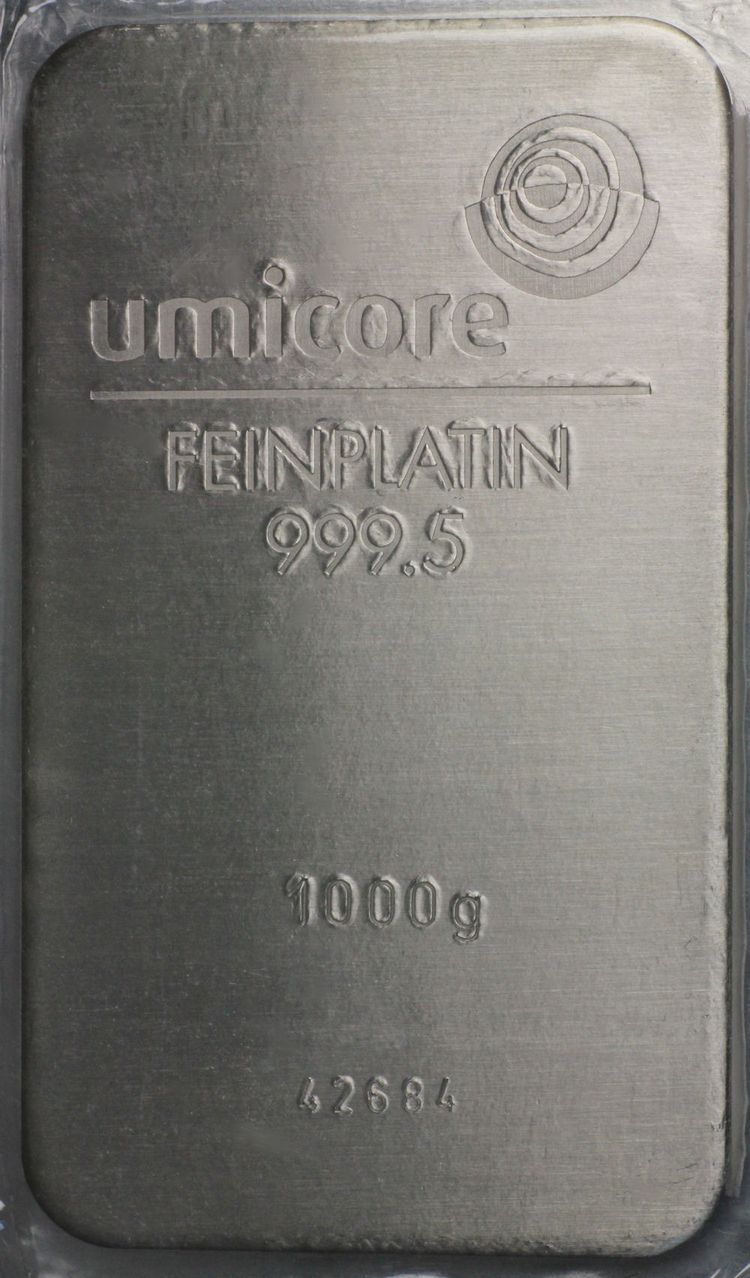 umicore
FEINPLATIN
999.5
1000g
42684